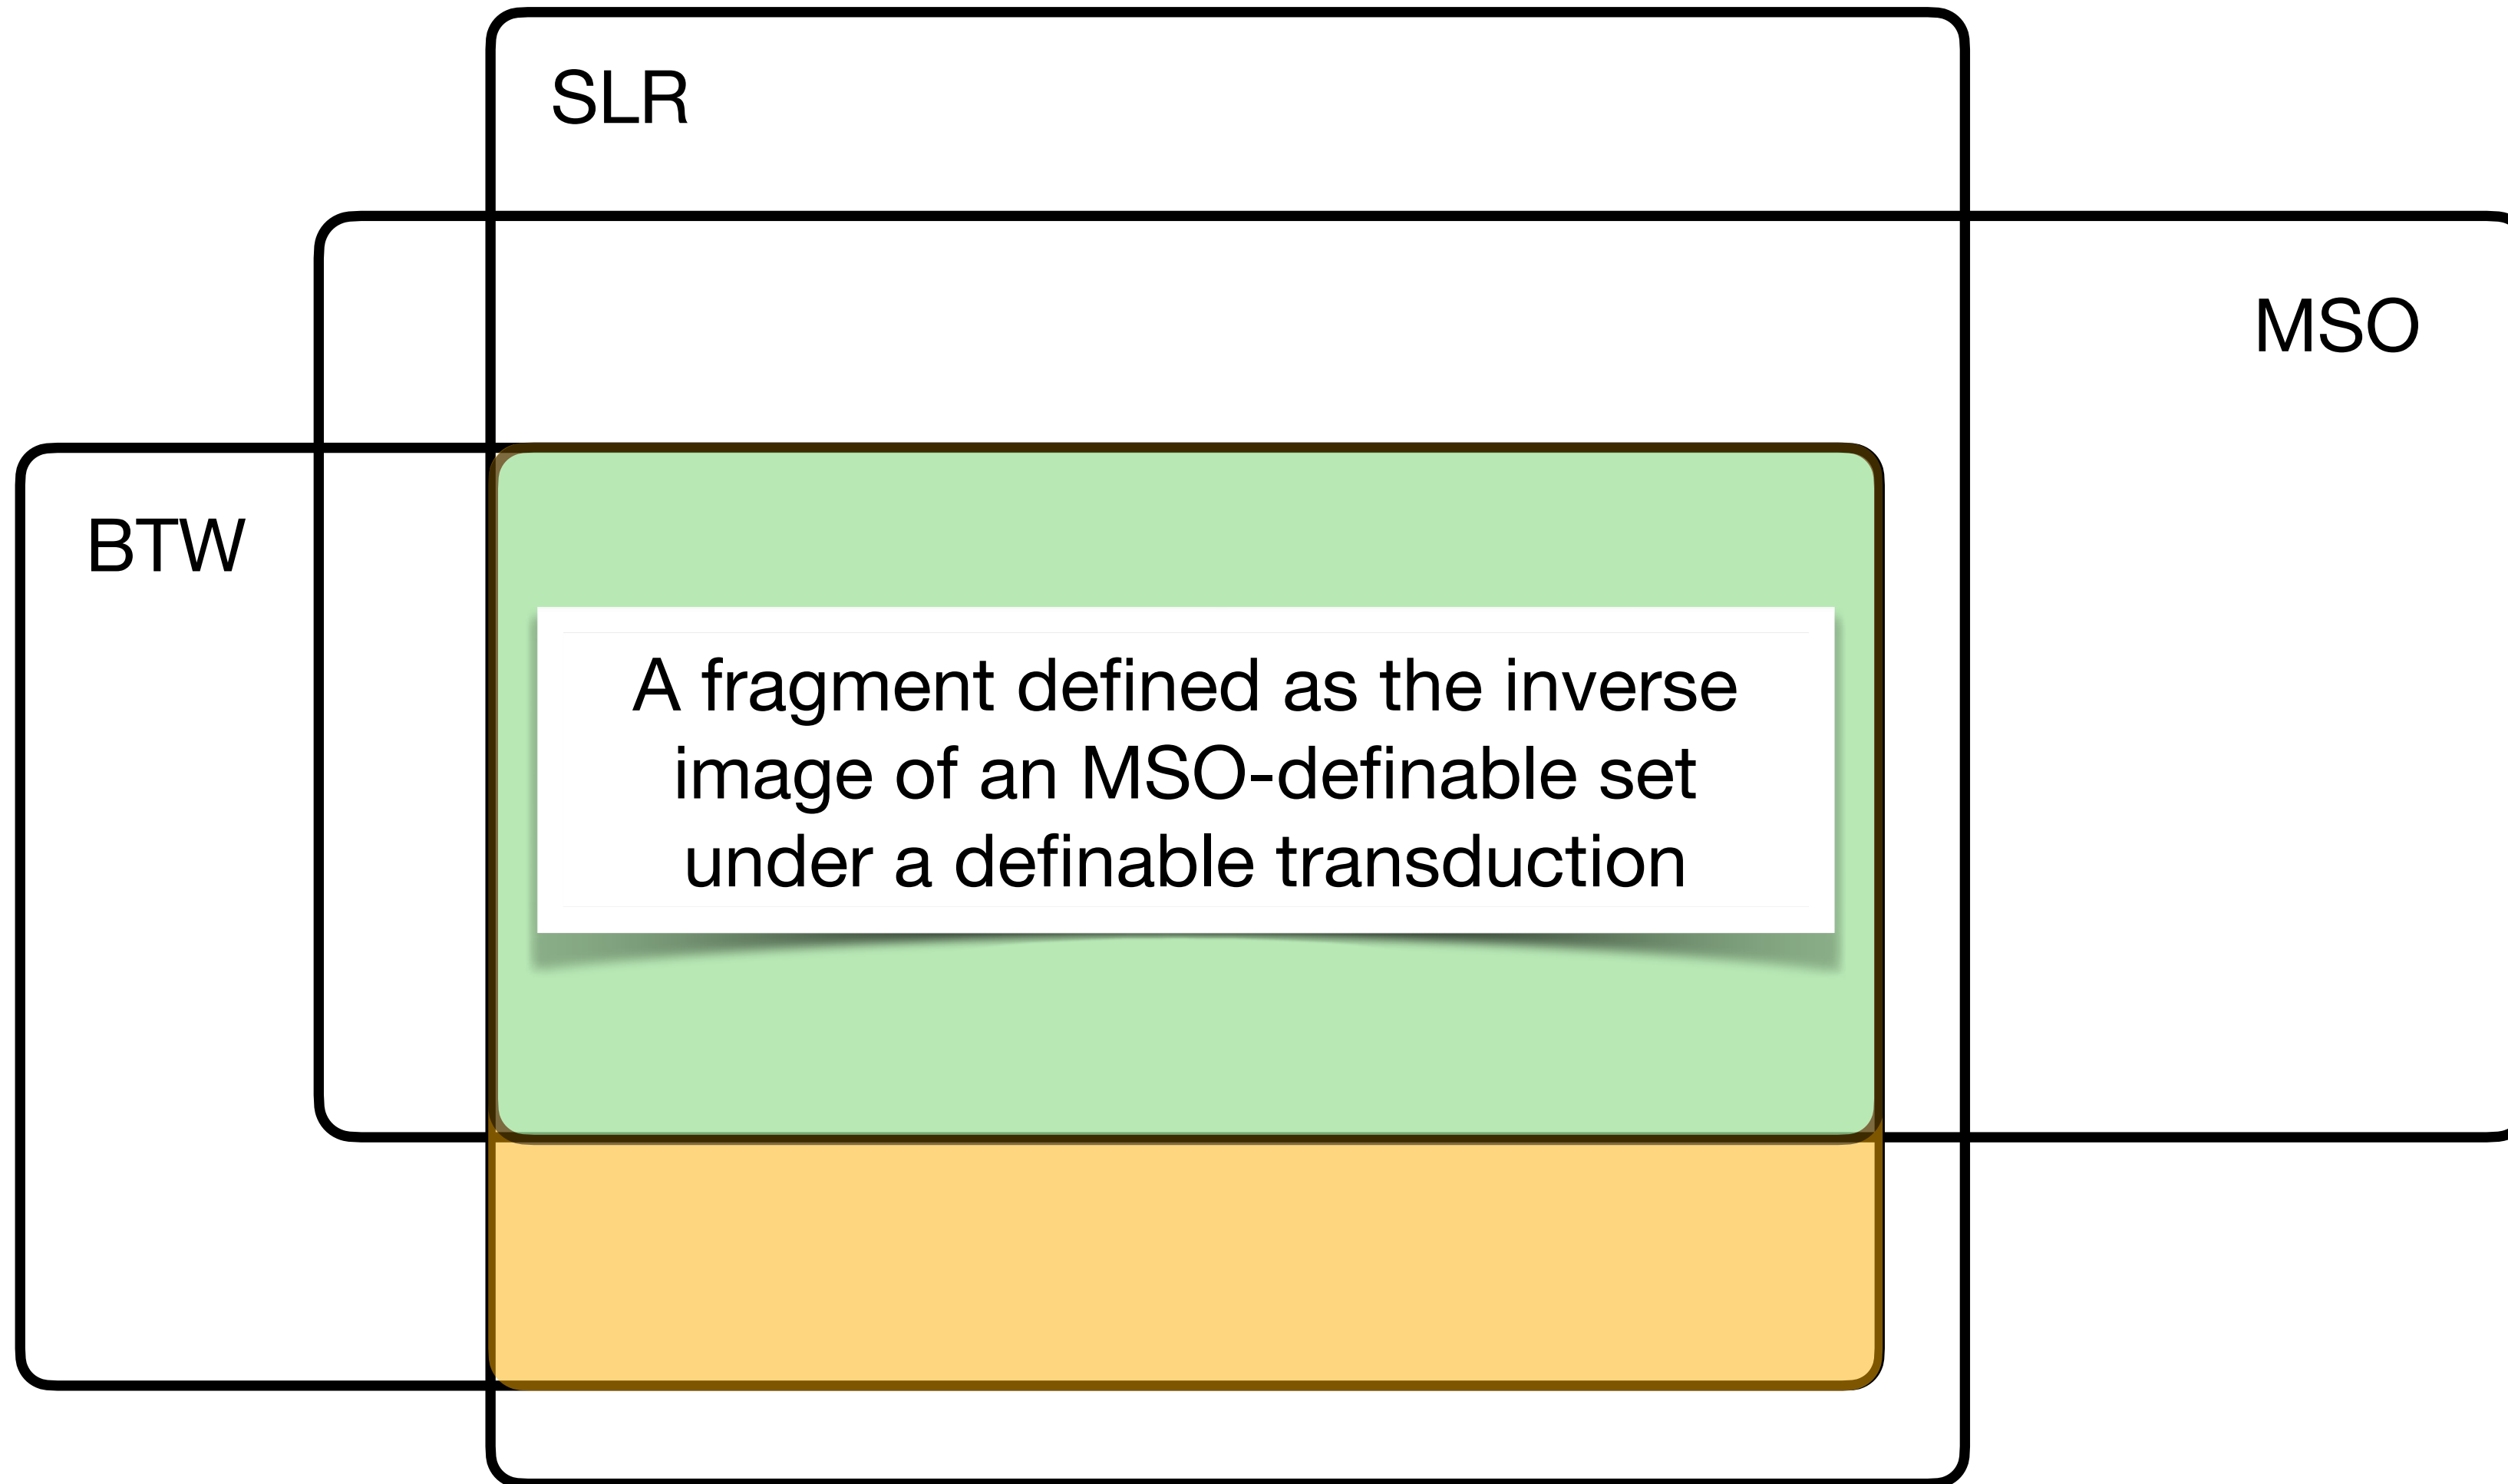 SLR
MSO
BTW
A fragment defined as the inverse
image of an MSO-definable set
under a definable transduction